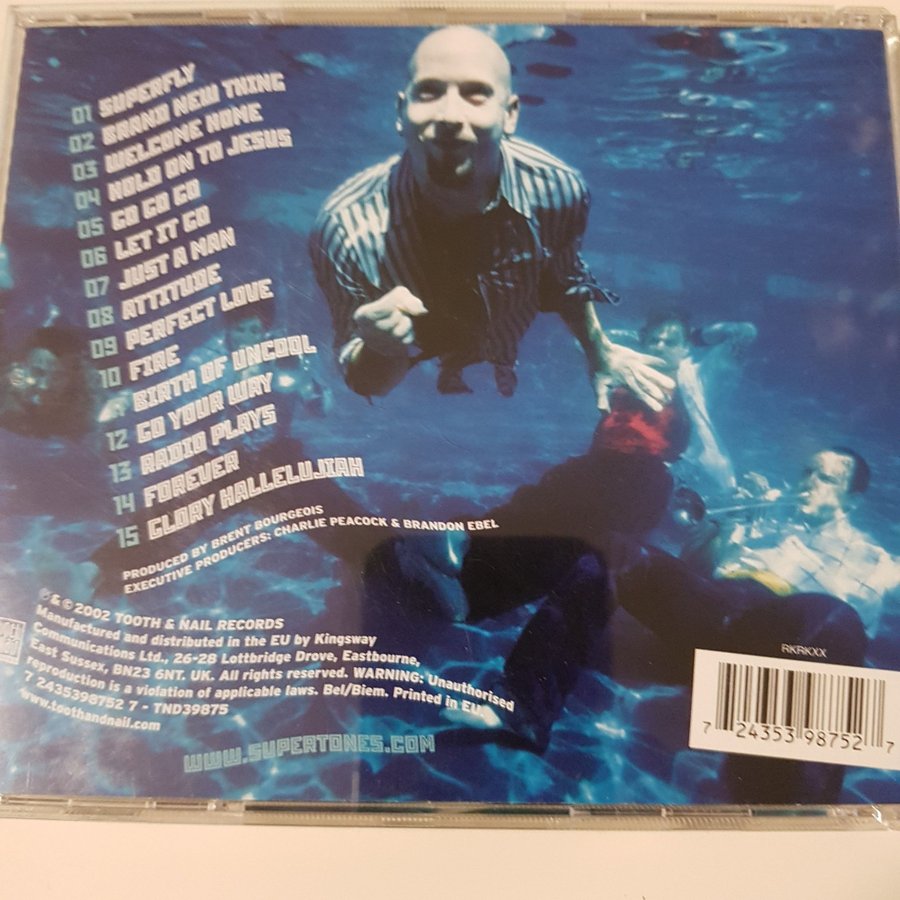 01 SUPERFLY
02 BRAND NEW THING
03 WELCOME HOME
04 HOLD ON TO JESUS
05 GO GO GO
06 LET IT GO
07 JUST A MAN
08 ATTITUDE
09 PERFECT LOVE
10 FIRE
11 BIRTH OF UNCOOL
12 GO YOUR WAY
13 RADIO PLAYS
14 FOREVER
15 GLORY HALLELUJIAH
PRODUCED BY BRENT BOURGEOIS
EXECUTIVE PRODUCERS: CHARLIE PEACOCK & BRANDON EBEL
℗ & © 2002 TOOTH & NAIL RECORDS
Manufactured and distributed in the EU by Kingsway
Communications Ltd., 26-28 Lottbridge Drove, Eastbourne,
East Sussex, BN23 6NT. UK. All rights reserved. WARNING: Unauthorised
reproduction is a violation of applicable laws. Bel/Biem. Printed in EU.
7 2435398752 7 - TND39875
www.toothandnail.com
WWW.SUPERTONES.COM
RKRKXX
7 24353 98752 7